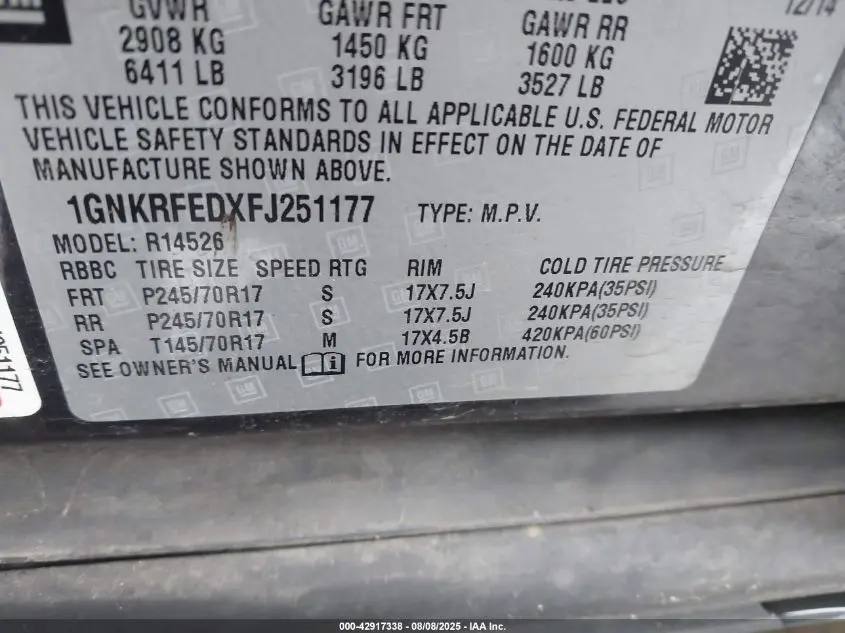 GVWR GAWR FRT GAWR RR 12/14
2908 KG 1450 KG 1600 KG
6411 LB 3196 LB 3527 LB
THIS VEHICLE CONFORMS TO ALL APPLICABLE U.S. FEDERAL MOTOR
VEHICLE SAFETY STANDARDS IN EFFECT ON THE DATE OF
MANUFACTURE SHOWN ABOVE.
1GNKRFEDXFJ251177 TYPE: M.P.V.
MODEL: R14526
RBBC TIRE SIZE SPEED RTG RIM COLD TIRE PRESSURE
FRT P245/70R17 S 17X7.5J 240KPA(35PSI)
RR P245/70R17 S 17X7.5J 240KPA(35PSI)
SPA T145/70R17 M 17X4.5B 420KPA(60PSI)
SEE OWNER'S MANUAL i FOR MORE INFORMATION.
000-42917338 - 08/08/2025 - IAA Inc.